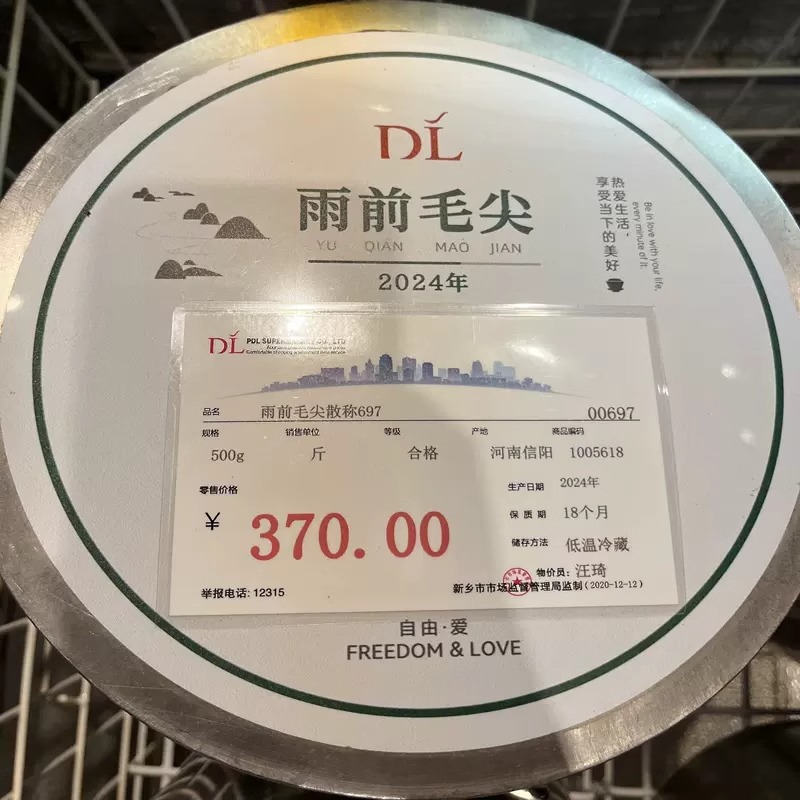 DL
雨前毛尖
YU QIAN MAO JIAN
2024年
热爱生活，
享受当下的美好
Be in love with your life,
every minute of it.
DL PDL SUPERMARKET CO., LTD
品名 雨前毛尖散称697 00697
规格 销售单位 等级 产地 商品编码
500g 斤 合格 河南信阳 1005618
零售价格
¥ 370.00
生产日期 2024年
保质期 18个月
储存方法 低温冷藏
物价员: 汪琦
举报电话: 12315
新乡市市场监督管理局监制(2020-12-12)
自由·爱
FREEDOM & LOVE